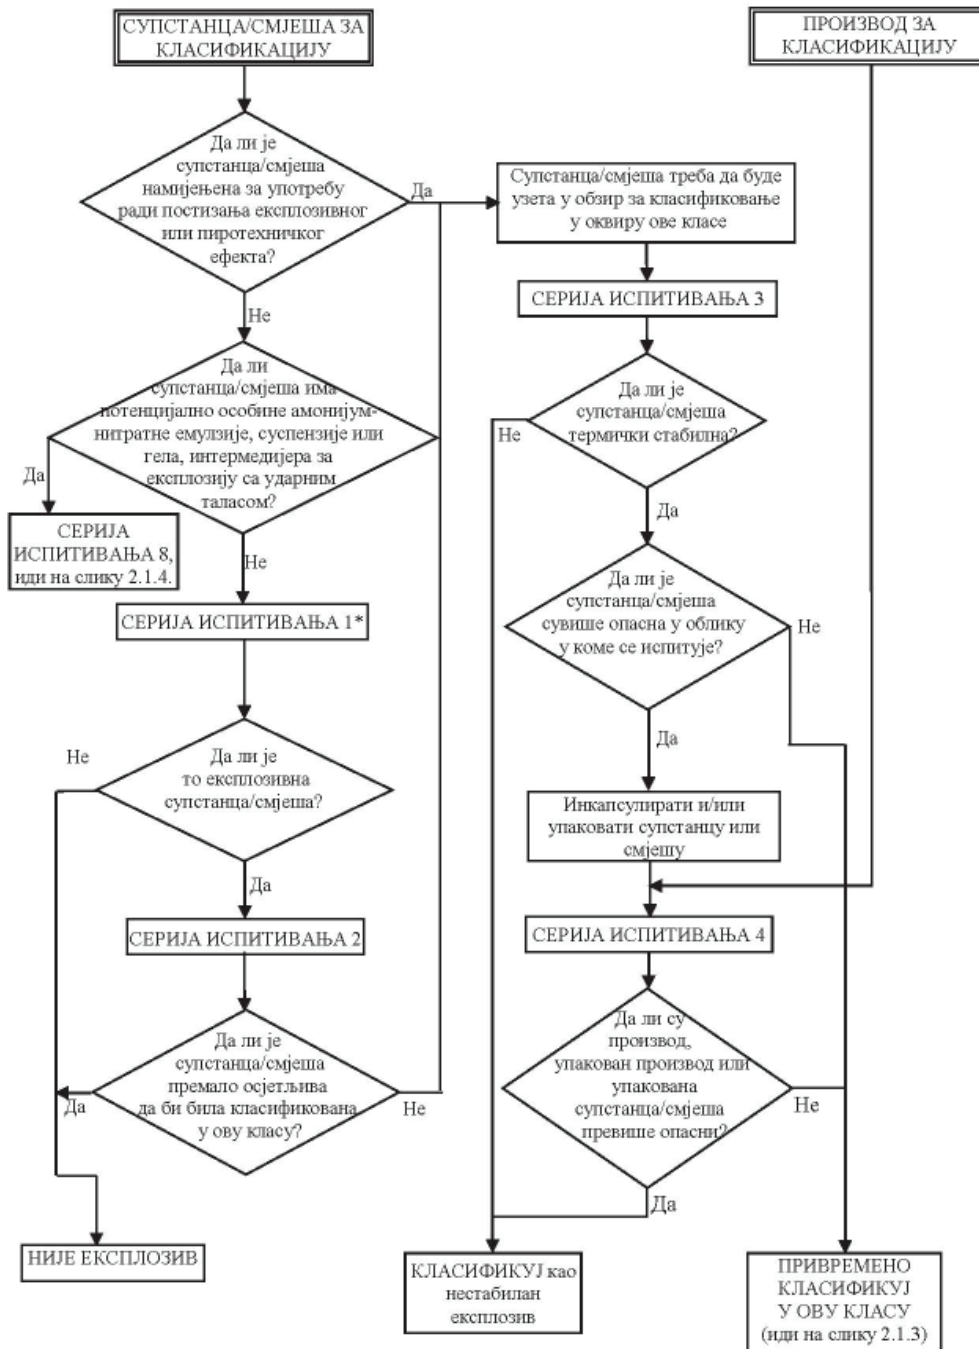 СУПСТАНЦА/СМЈЕША ЗА
КЛАСИФИКАЦИЈУ
ПРОИЗВОД ЗА
КЛАСИФИКАЦИЈУ
Да ли је
супстанца/смјеша
намијењена за употребу
ради постизања експлозивног
или пиротехничког
ефекта?
Да
Супстанца/смјеша треба да буде
узета у обзир за класификовање
у оквиру ове класе
СЕРИЈА ИСПИТИВАЊА 3
Не
Да ли
супстанца/смјеша има
потенцијално особине амонијум-
нитратне емулзије, суспензије или
гела, интермедијера за
експлозију са ударним
таласом?
Да
СЕРИЈА
ИСПИТИВАЊА 8,
иди на слику 2.1.4.
Не
Да ли је
супстанца/смјеша
термички стабилна?
Не
Да
СЕРИЈА ИСПИТИВАЊА 1*
Да ли је
супстанца/смјеша
сувише опасна у облику
у коме се испитује?
Не
Да
Не
Да ли је
то експлозивна
супстанца/смјеша?
Да
Инкапсулирати и/или
упаковати супстанцу или
смјешу
СЕРИЈА ИСПИТИВАЊА 2
СЕРИЈА ИСПИТИВАЊА 4
Да ли је
супстанца/смјеша
премало осјетљива
да би била класификована
у ову класу?
Да
Не
Да ли су
производ,
упакован производ или
упакована
супстанца/смјеша
превише опасни?
Не
Да
НИЈЕ ЕКСПЛОЗИВ
КЛАСИФИКУЈ као
нестабилан
експлозив
ПРИВРЕМЕНО
КЛАСИФИКУЈ
У ОВУ КЛАСУ
(иди на слику 2.1.3)